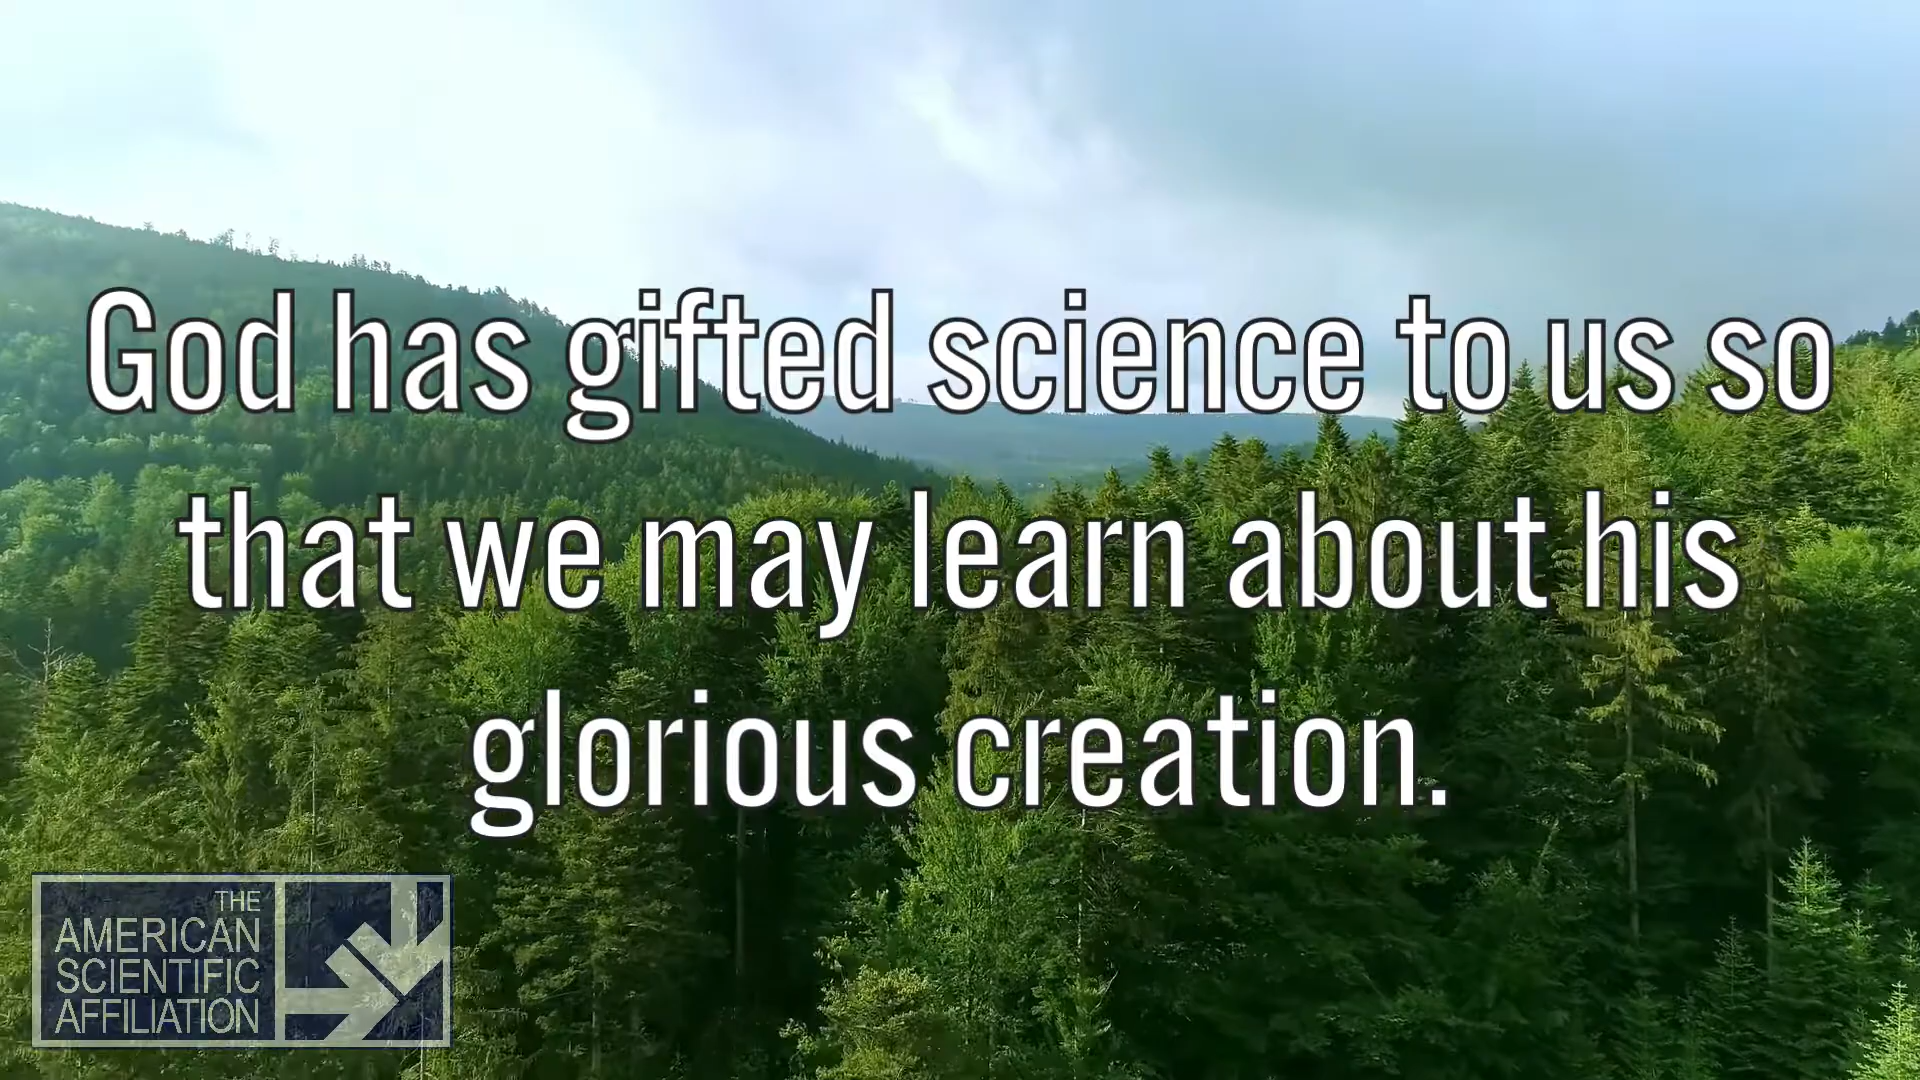 God has gifted science to us so
that we may learn about his
glorious creation.
THE
AMERICAN
SCIENTIFIC
AFFILIATION